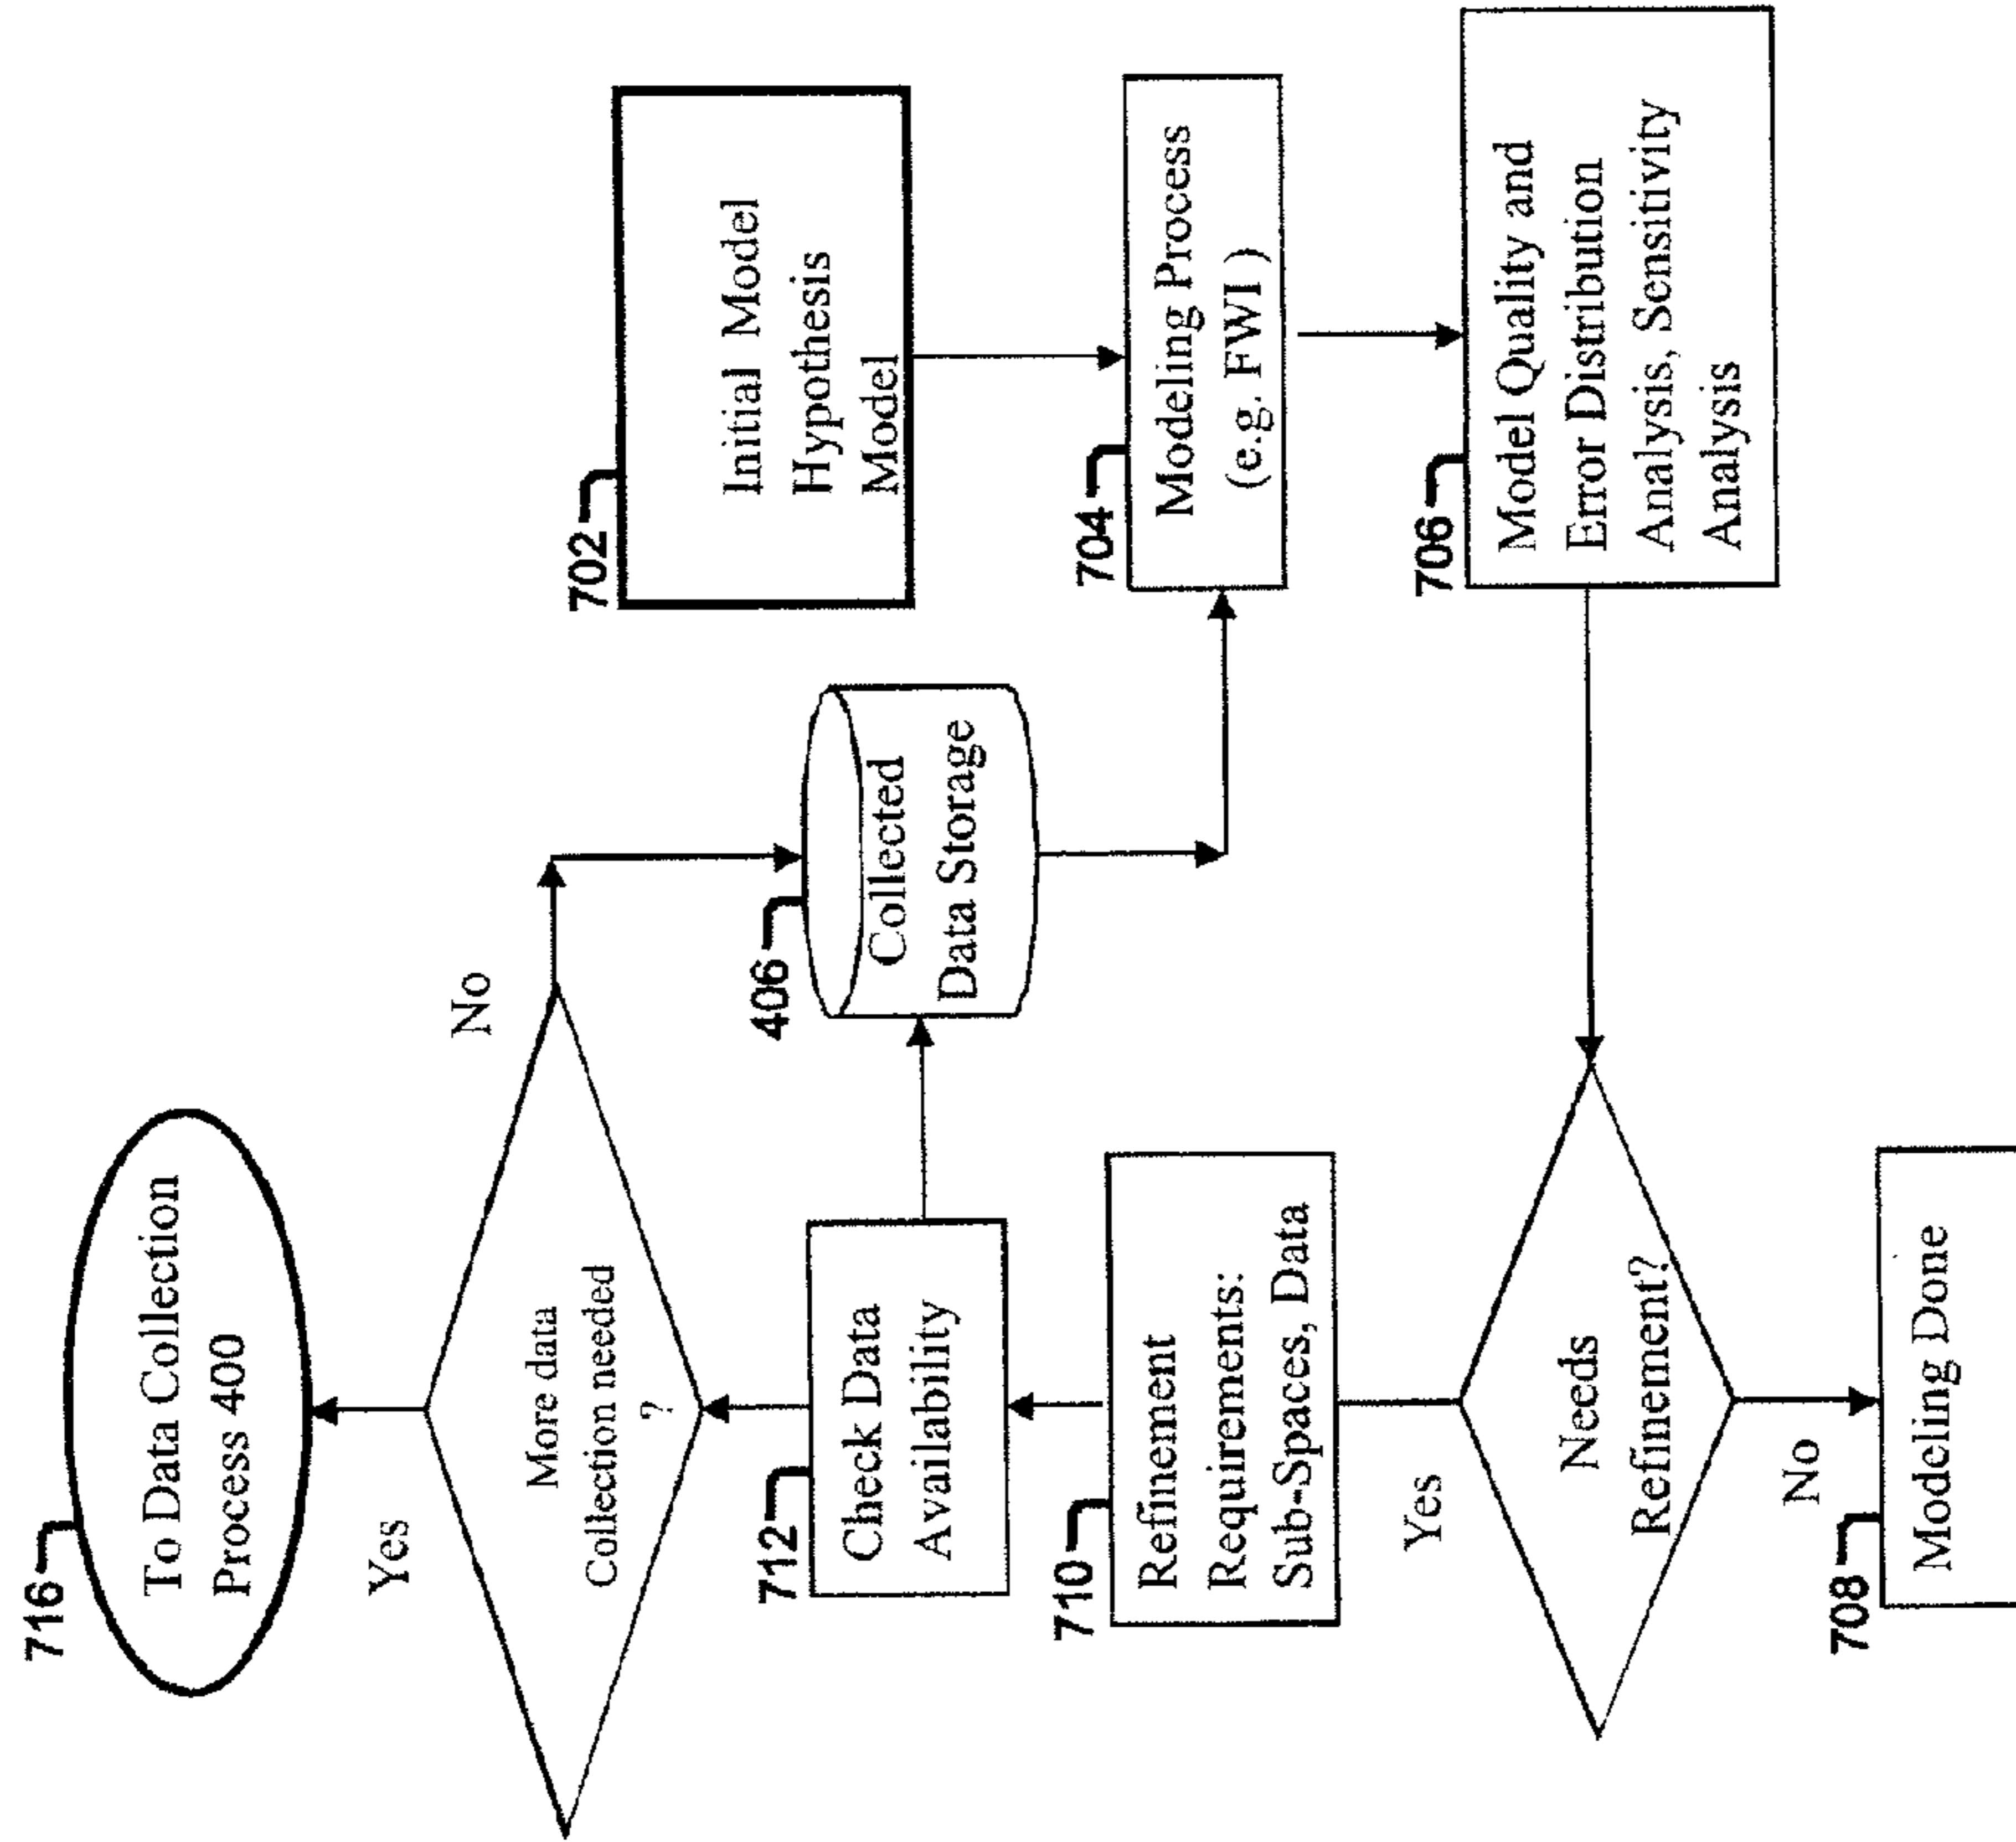 716
To Data Collection
Process 400
Yes
No
More data
Collection needed
?
702
Initial Model
Hypothesis
Model
406
Collected
Data Storage
712
Check Data
Availability
704
Modeling Process
(e.g. FWI )
710
Refinement
Requirements:
Sub-Spaces, Data
706
Model Quality and
Error Distribution
Analysis, Sensitivity
Analysis
Yes
Needs
Refinement?
No
708
Modeling Done